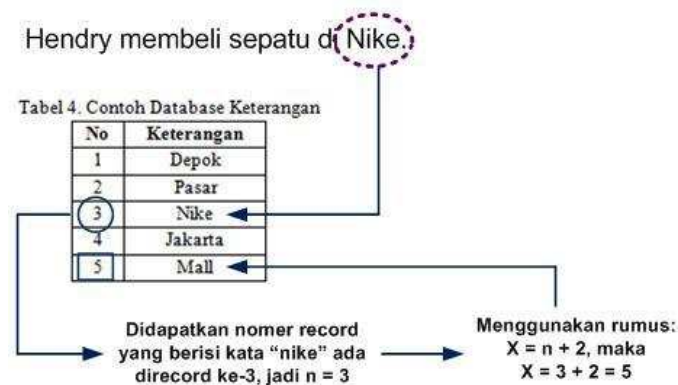 Hendry membeli sepatu di Nike.
Tabel 4. Contoh Database Keterangan
No Keterangan
1 Depok
2 Pasar
3 Nike
4 Jakarta
5 Mall
Didapatkan nomer record
yang berisi kata “nike” ada
direcord ke-3, jadi n = 3
Menggunakan rumus:
X = n + 2, maka
X = 3 + 2 = 5